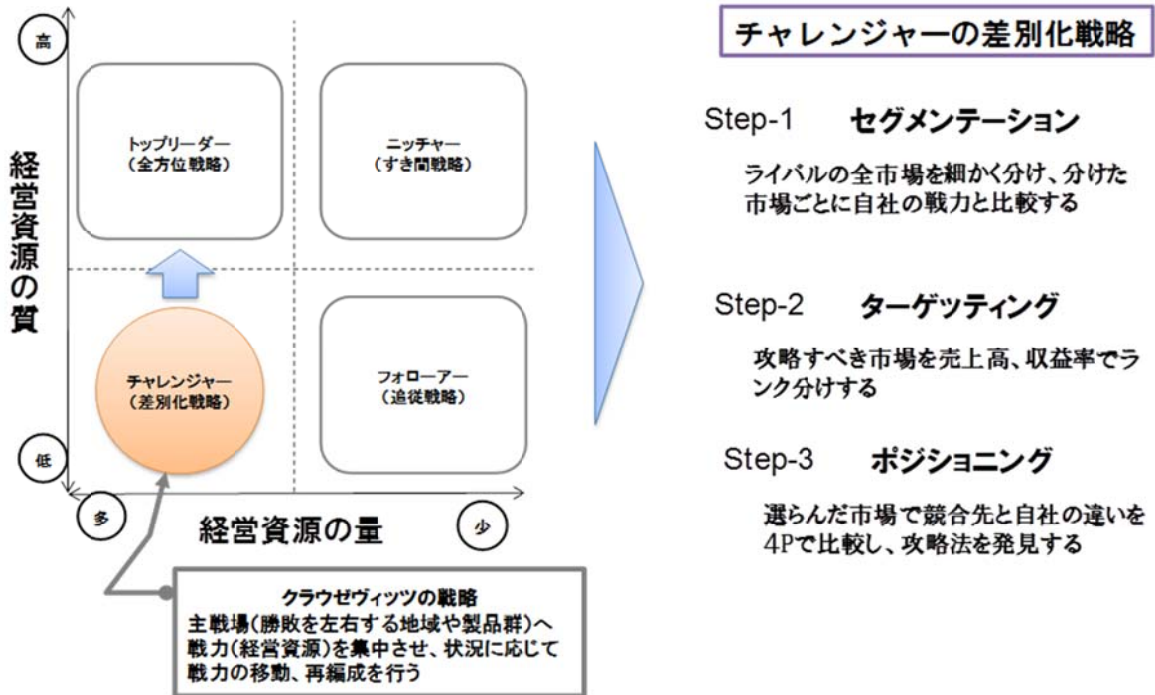 高
経営資源の質
低
トップリーダー
(全方位戦略)
ニッチャー
(すき間戦略)
チャレンジャー
(差別化戦略)
フォローアー
(追従戦略)
多
経営資源の量
少
クラウゼヴィッツの戦略
主戦場(勝敗を左右する地域や製品群)へ
戦力(経営資源)を集中させ、状況に応じて
戦力の移動、再編成を行う
チャレンジャーの差別化戦略
Step-1 セグメンテーション
ライバルの全市場を細かく分け、分けた
市場ごとに自社の戦力と比較する
Step-2 ターゲッティング
攻略すべき市場を売上高、収益率でラ
ンク分けする
Step-3 ポジショニング
選らんだ市場で競合先と自社の違いを
4Pで比較し、攻略法を発見する